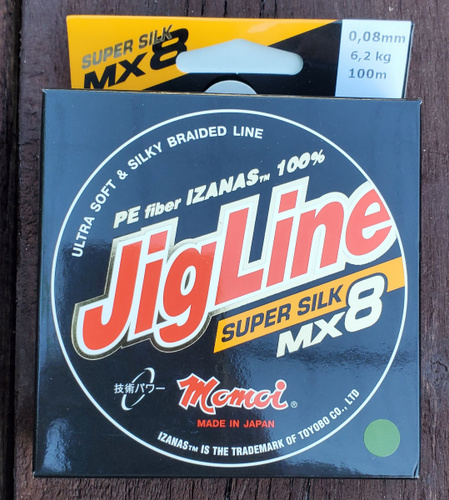 SUPER SILK
MX8
0,08mm
6,2 kg
100m
ULTRA SOFT & SILKY BRAIDED LINE
PE fiber IZANAS™ 100%
JigLine
SUPER SILK
MX8
技術パワー
Momoi®
MADE IN JAPAN
IZANAS™ IS THE TRADEMARK OF TOYOBO CO., LTD